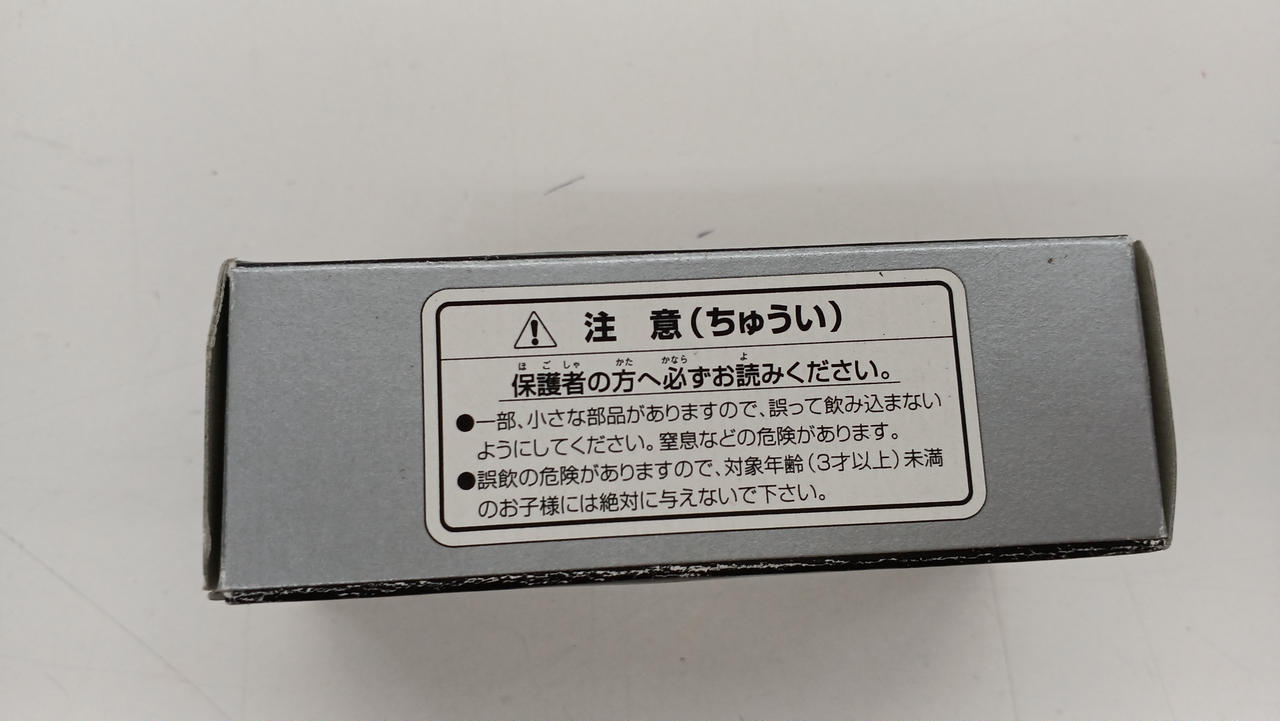 注 意（ちゅうい）
ほごしゃ かた かなら よ
保護者の方へ必ずお読みください。
●一部、小さな部品がありますので、誤って飲み込まない
ようにしてください。窒息などの危険があります。
●誤飲の危険がありますので、対象年齢（3才以上）未満
のお子様には絶対に与えないで下さい。